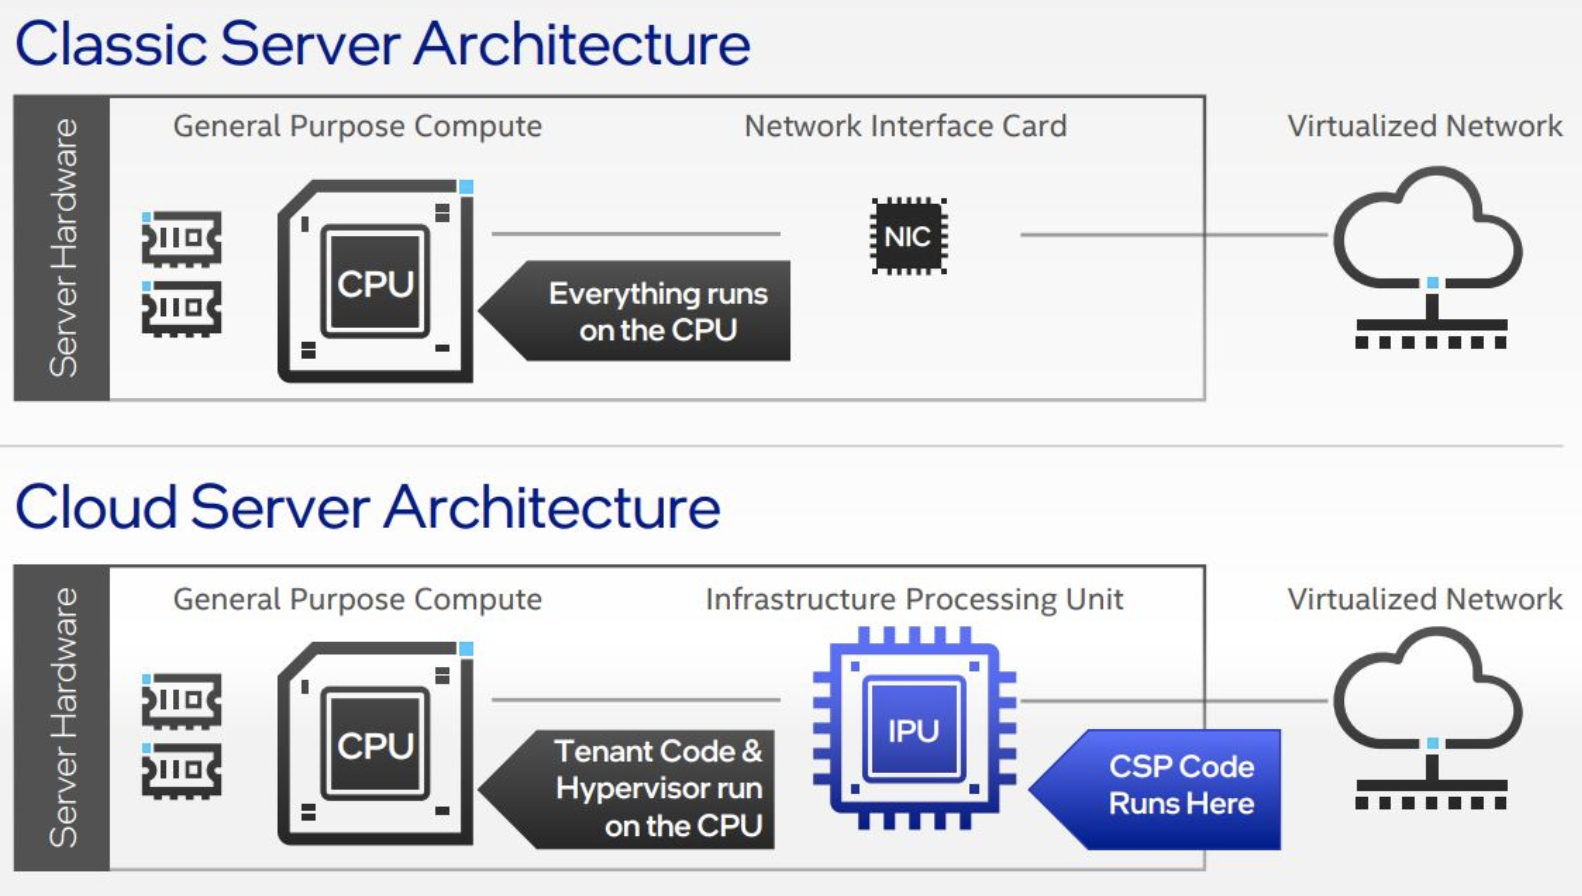 Classic Server Architecture
Server Hardware
General Purpose Compute
Network Interface Card
Virtualized Network
CPU
NIC
Everything runs
on the CPU
Cloud Server Architecture
Server Hardware
General Purpose Compute
Infrastructure Processing Unit
Virtualized Network
CPU
IPU
Tenant Code &
Hypervisor run
on the CPU
CSP Code
Runs Here